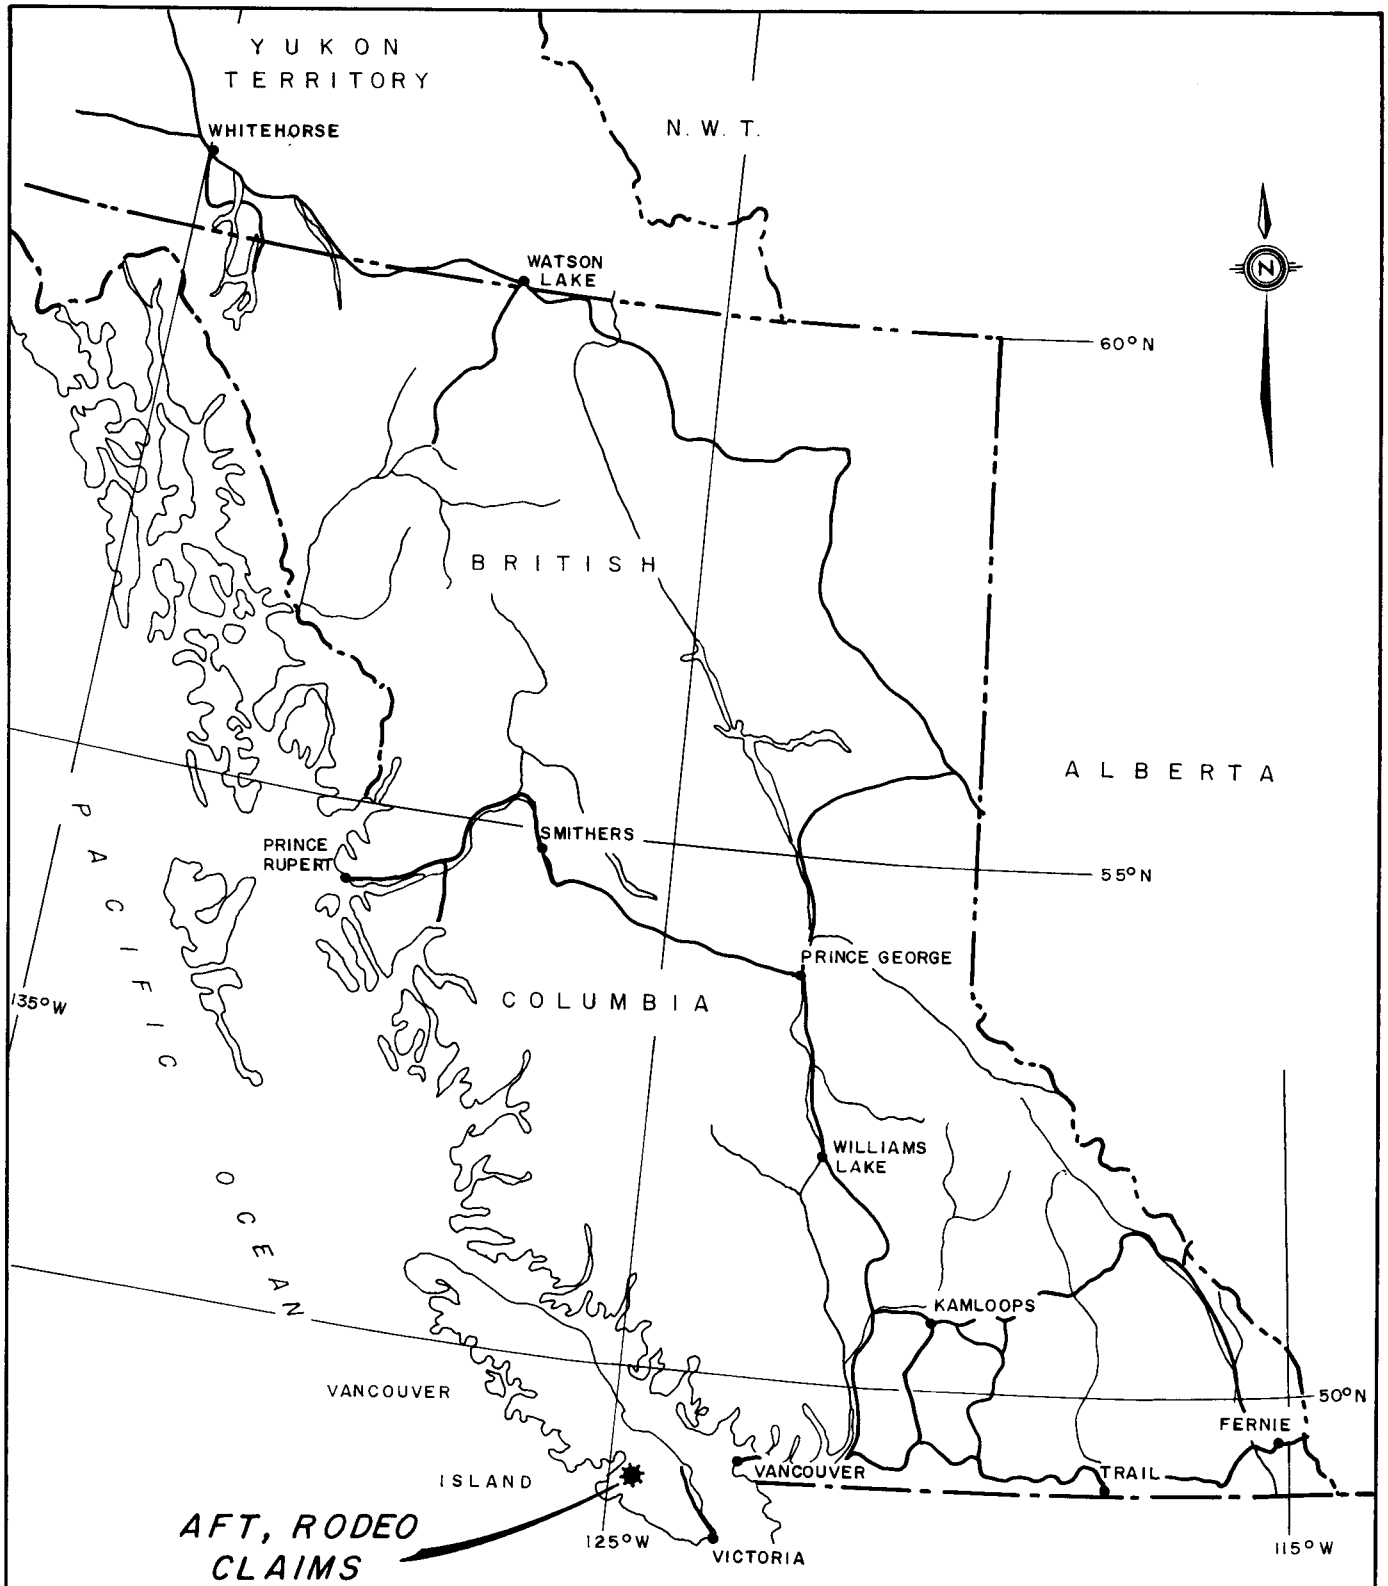 YUKON
TERRITORY
N. W. T.
WHITEHORSE
N
WATSON
LAKE
60°N
BRITISH
ALBERTA
PACIFIC
OCEAN
SMITHERS
PRINCE
RUPERT
55°N
PRINCE GEORGE
COLUMBIA
135°W
WILLIAMS
LAKE
KAMLOOPS
VANCOUVER
ISLAND
50°N
FERNIE
VANCOUVER
TRAIL
AFT, RODEO
CLAIMS
125°W
VICTORIA
115°W